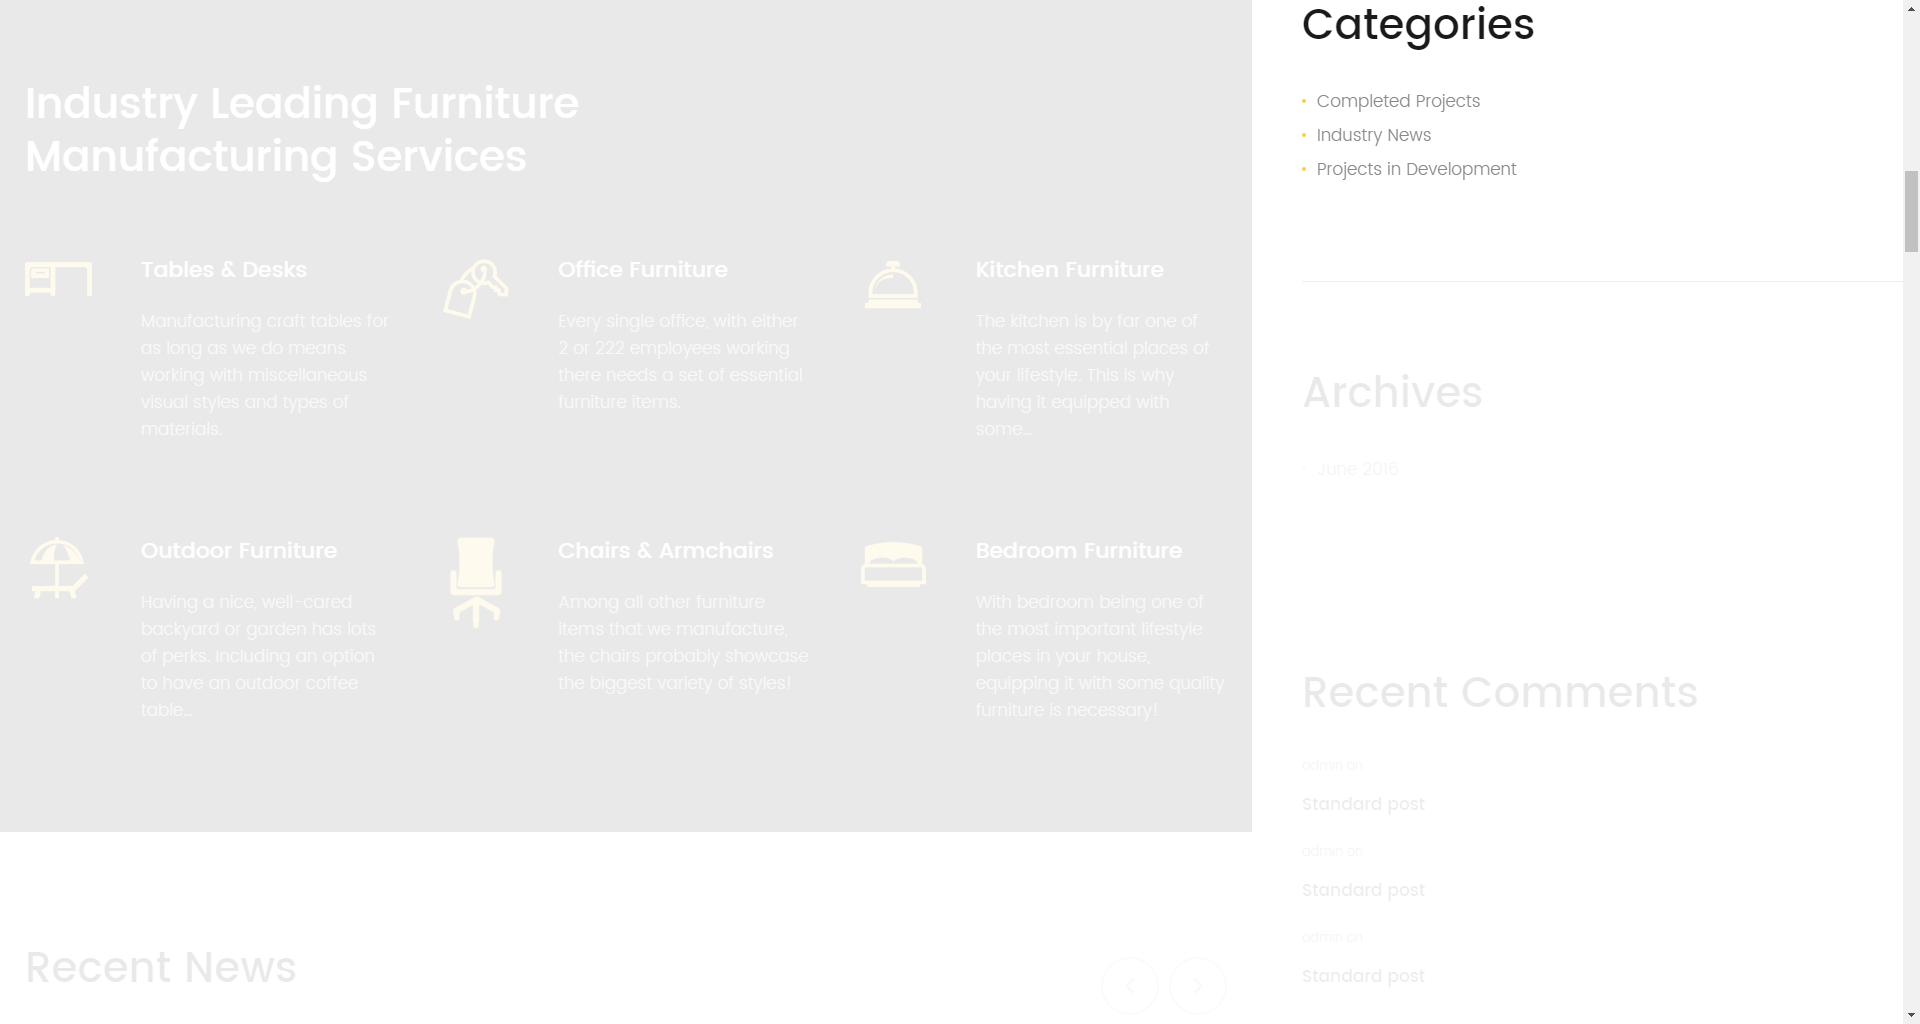 Industry Leading Furniture
Manufacturing Services
Tables & Desks
Manufacturing craft tables for
as long as we do means
working with miscellaneous
visual styles and types of
materials.
Office Furniture
Every single office, with either
2 or 222 employees working
there needs a set of essential
furniture items.
Kitchen Furniture
The kitchen is by far one of
the most essential places of
your lifestyle. This is why
having it equipped with
some...
Outdoor Furniture
Having a nice, well-cared
backyard or garden has lots
of perks. Including an option
to have an outdoor coffee
table...
Chairs & Armchairs
Among all other furniture
items that we manufacture,
the chairs probably showcase
the biggest variety of styles!
Bedroom Furniture
With bedroom being one of
the most important lifestyle
places in your house,
equipping it with some quality
furniture is necessary!
Recent News
Categories
Completed Projects
Industry News
Projects in Development
Archives
June 2016
Recent Comments
admin on
Standard post
admin on
Standard post
admin on
Standard post